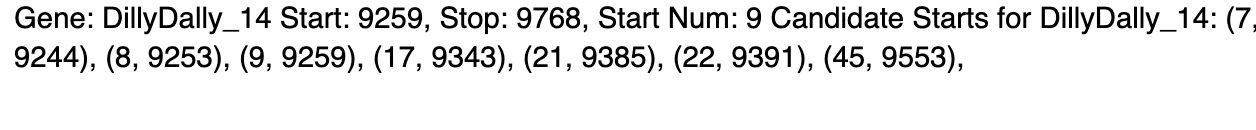 Gene: DillyDally_14 Start: 9259, Stop: 9768, Start Num: 9 Candidate Starts for DillyDally_14: (7,
9244), (8, 9253), (9, 9259), (17, 9343), (21, 9385), (22, 9391), (45, 9553),